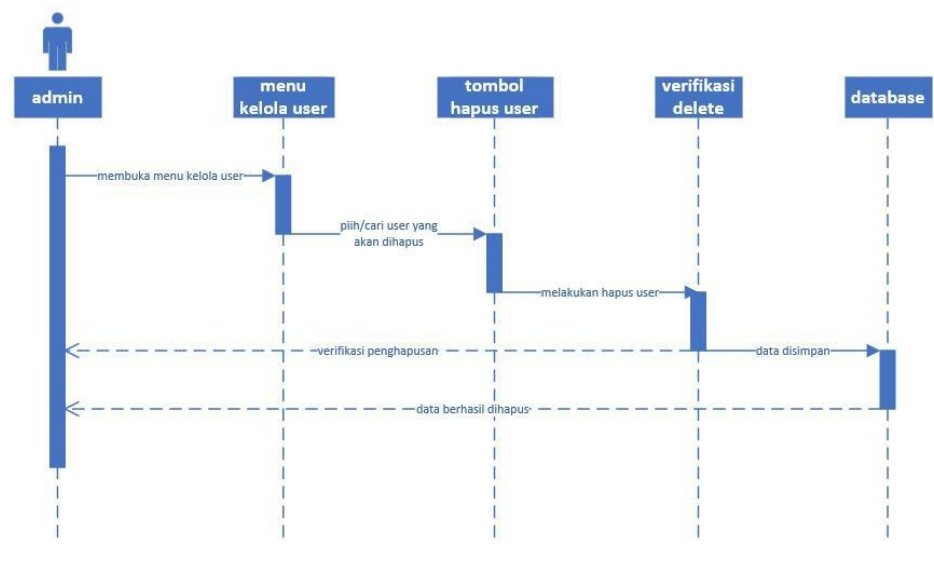 admin
menu
kelola user
tombol
hapus user
verifikasi
delete
database
membuka menu kelola user
piih/cari user yang
akan dihapus
melakukan hapus user
verifikasi penghapusan
data disimpan
data berhasil dihapus